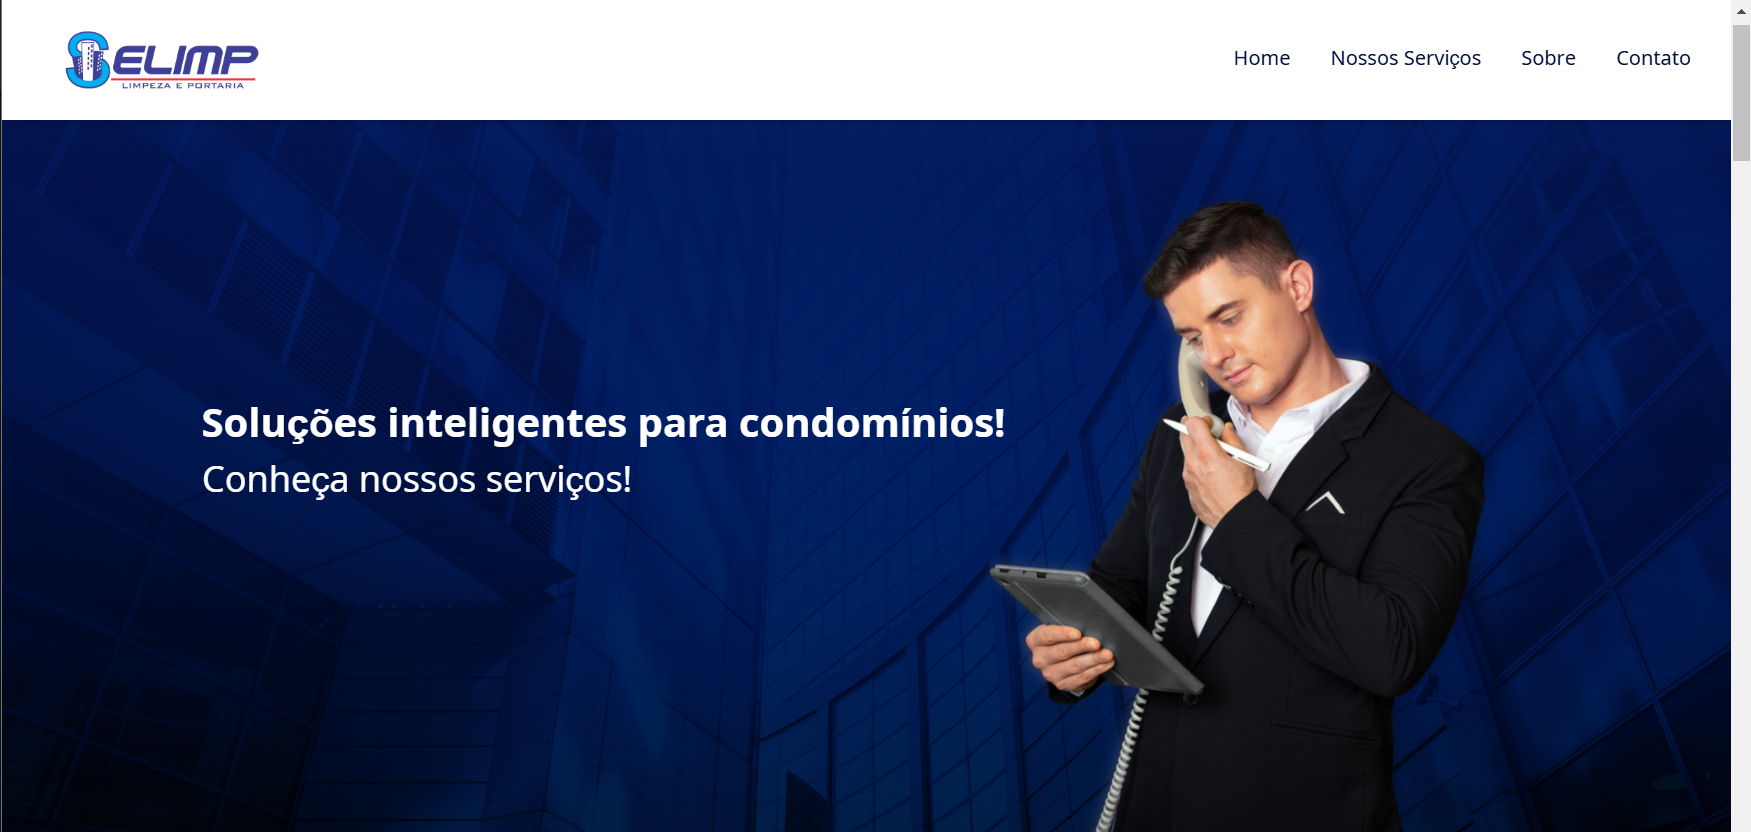 SELIMP
LIMPEZA E PORTARIA
Home
Nossos Serviços
Sobre
Contato
Soluções inteligentes para condomínios!
Conheça nossos serviços!